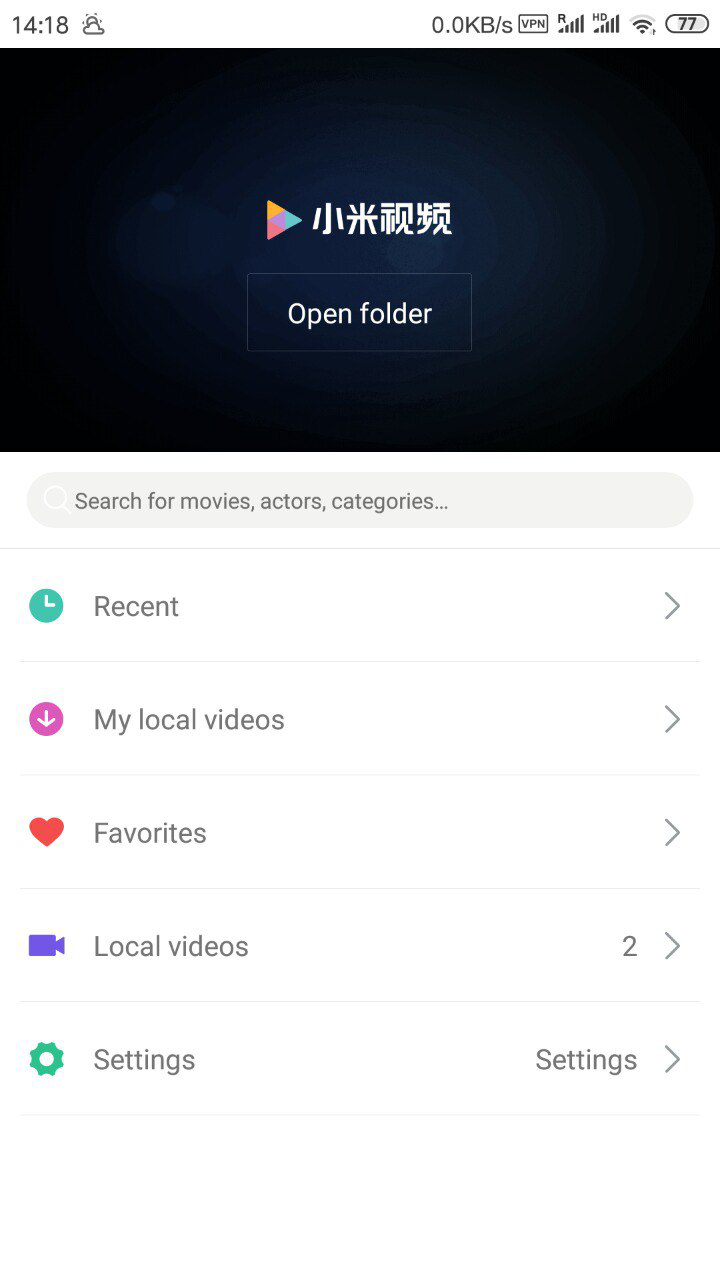 14:18 0.0KB/s VPN R HD 77
小米视频
Open folder
Search for movies, actors, categories...
Recent
My local videos
Favorites
Local videos 2
Settings Settings